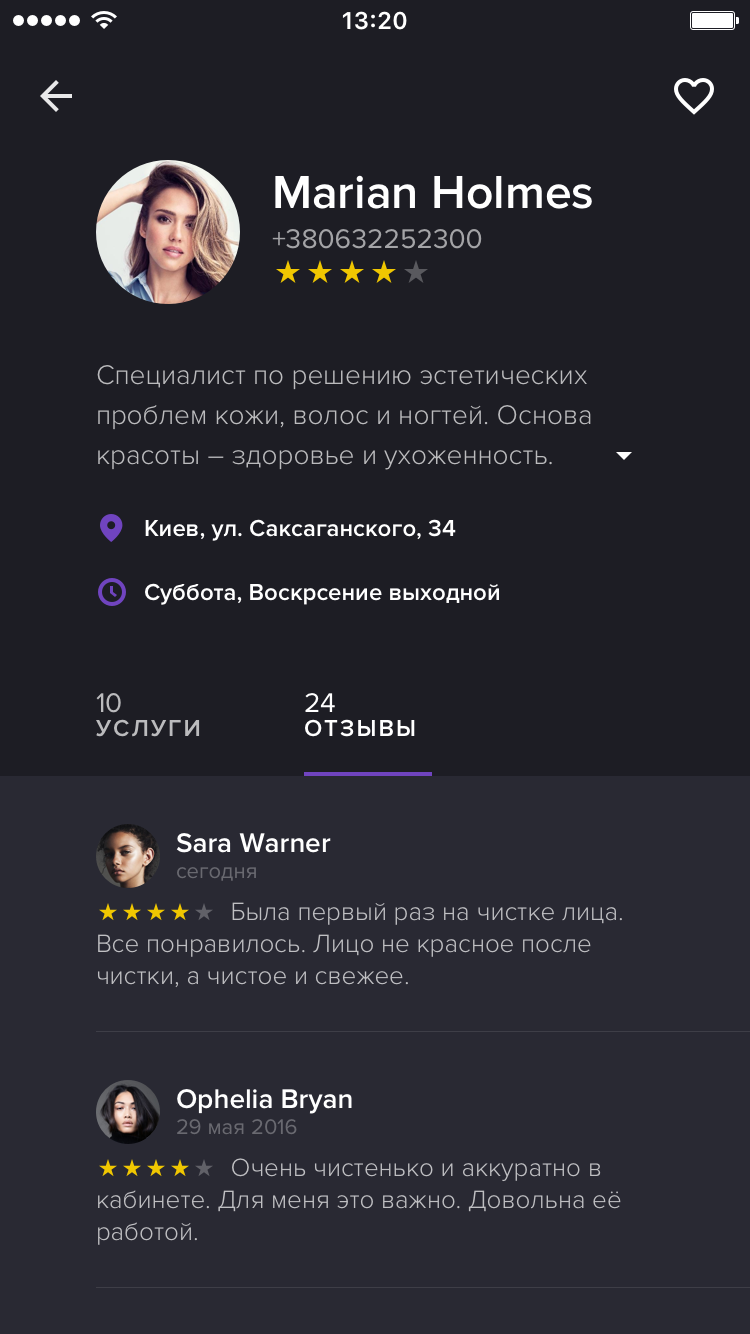 13:20
Marian Holmes
+380632252300
Специалист по решению эстетических
проблем кожи, волос и ногтей. Основа
красоты – здоровье и ухоженность.
Киев, ул. Саксаганского, 34
Суббота, Воскрсение выходной
10
УСЛУГИ
24
ОТЗЫВЫ
Sara Warner
сегодня
Была первый раз на чистке лица.
Все понравилось. Лицо не красное после
чистки, а чистое и свежее.
Ophelia Bryan
29 мая 2016
Очень чистенько и аккуратно в
кабинете. Для меня это важно. Довольна её
работой.